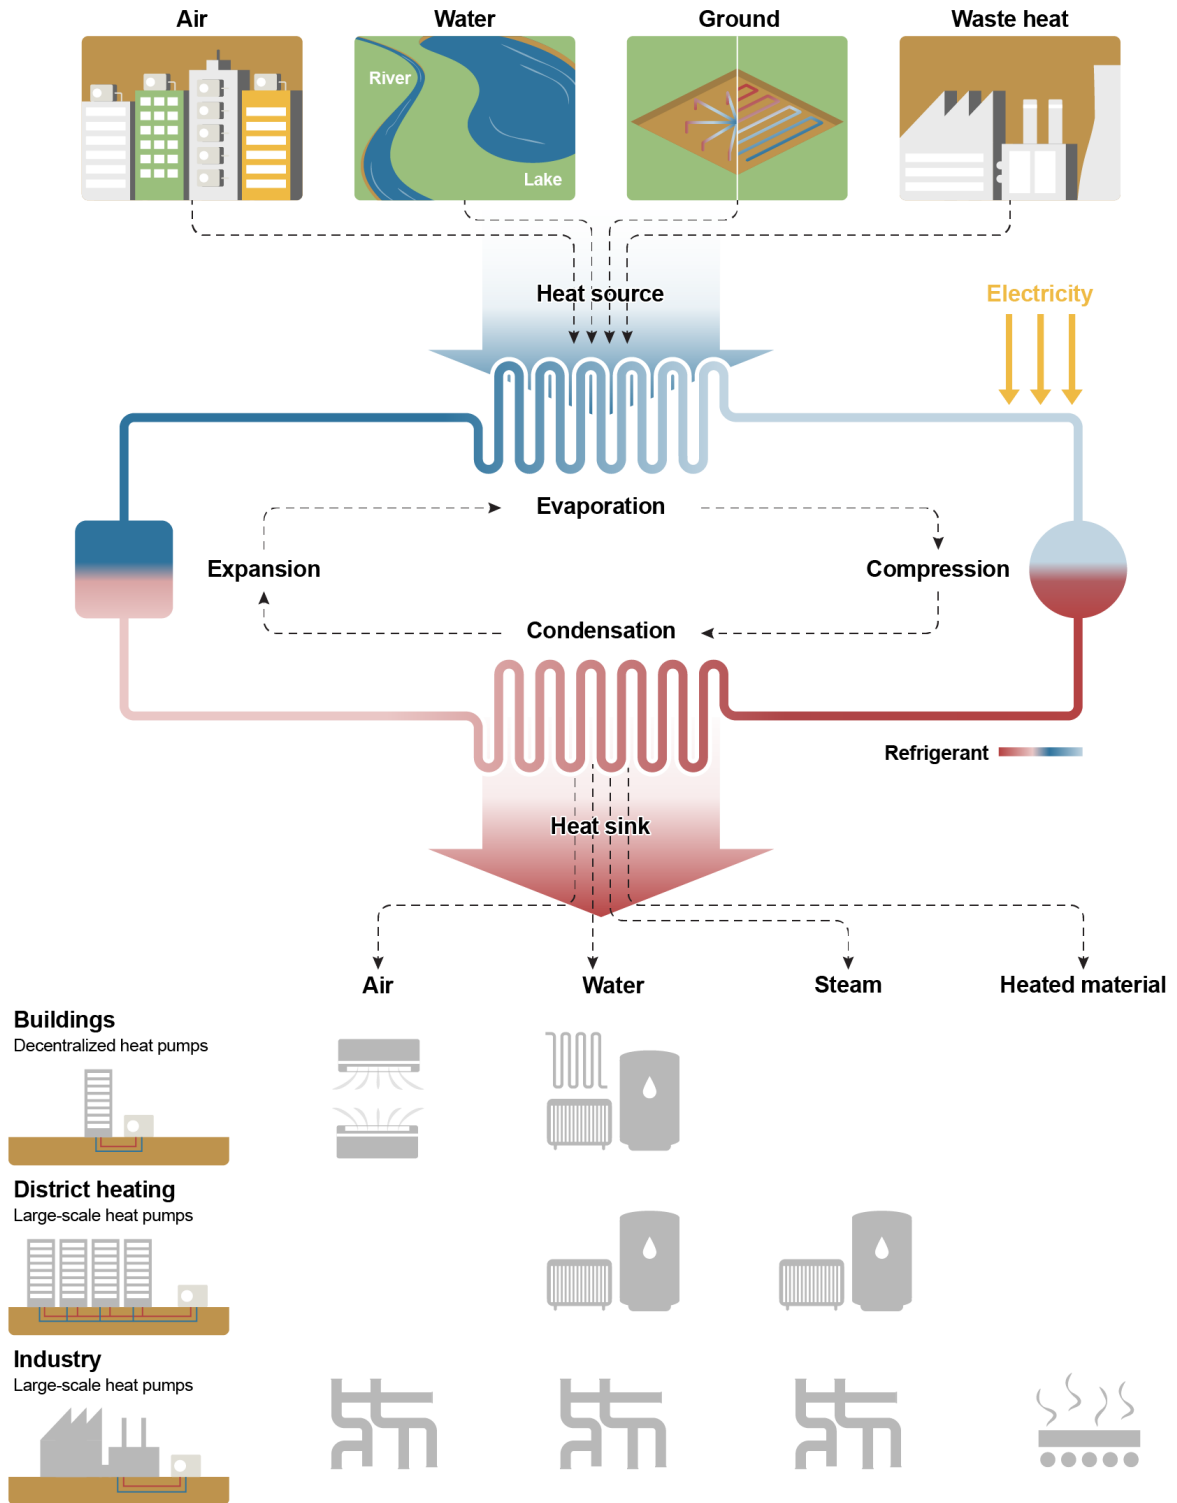 Air
Water
Ground
Waste heat
River
Lake
Heat source
Electricity
Evaporation
Expansion
Compression
Condensation
Refrigerant
Heat sink
Air
Water
Steam
Heated material
Buildings
Decentralized heat pumps
District heating
Large-scale heat pumps
Industry
Large-scale heat pumps